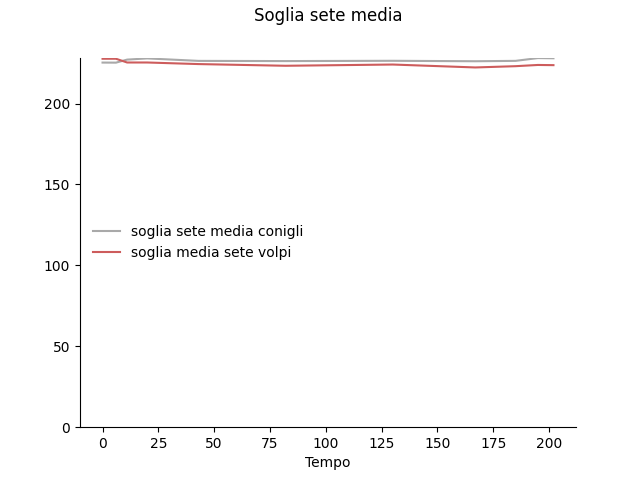 Soglia sete media
200
150
soglia sete media conigli
soglia media sete volpi
100
50
0
0 25 50 75 100 125 150 175 200
Tempo